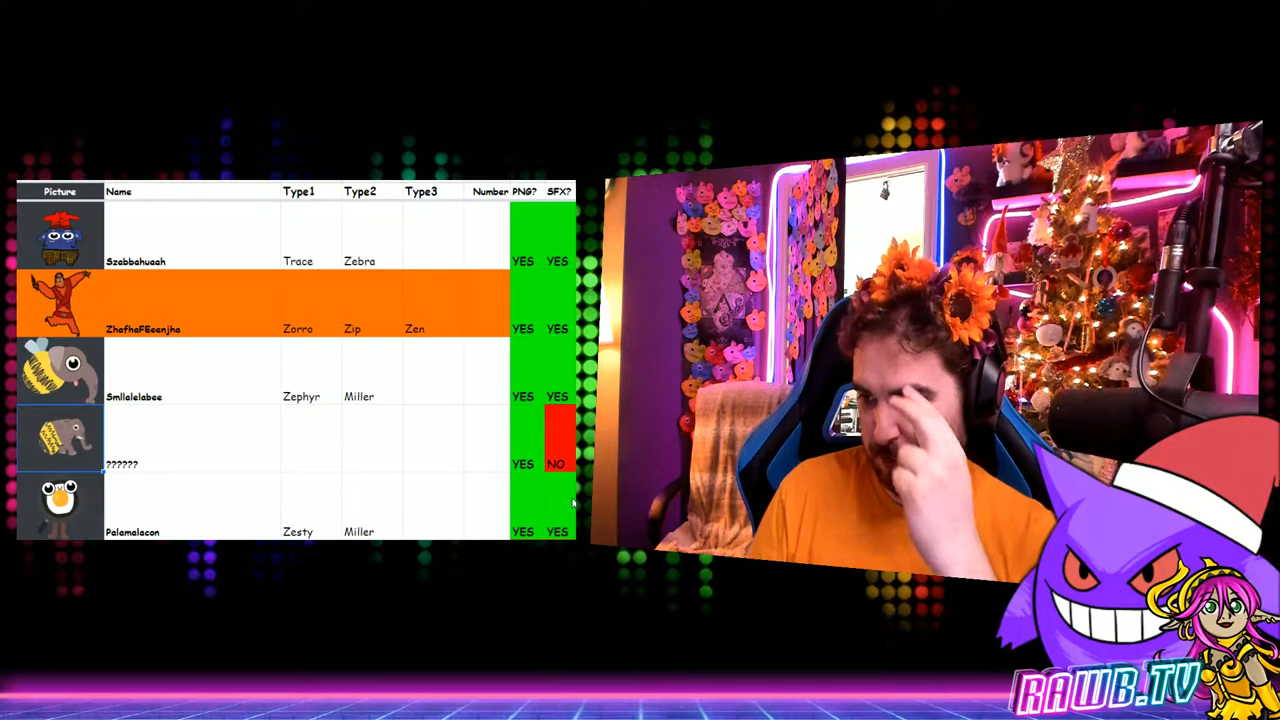 Picture Name Type1 Type2 Type3 Number PNG? SFX?
Szabbahuaah Trace Zebra YES YES
ZhafhaFEeenjha Zorro Zip Zen YES YES
Smllalelabee Zephyr Miller YES YES
?????? YES NO
Palamalacon Zesty Miller YES YES
RAWB.TV